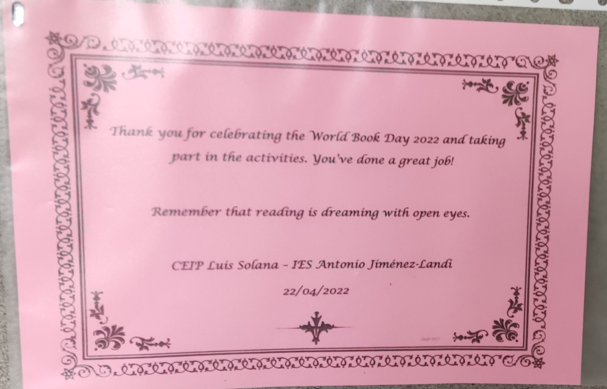 Thank you for celebrating the World Book Day 2022 and taking
part in the activities. You've done a great job!
Remember that reading is dreaming with open eyes.
CEIP Luis Solana – IES Antonio Jiménez-Landi
22/04/2022